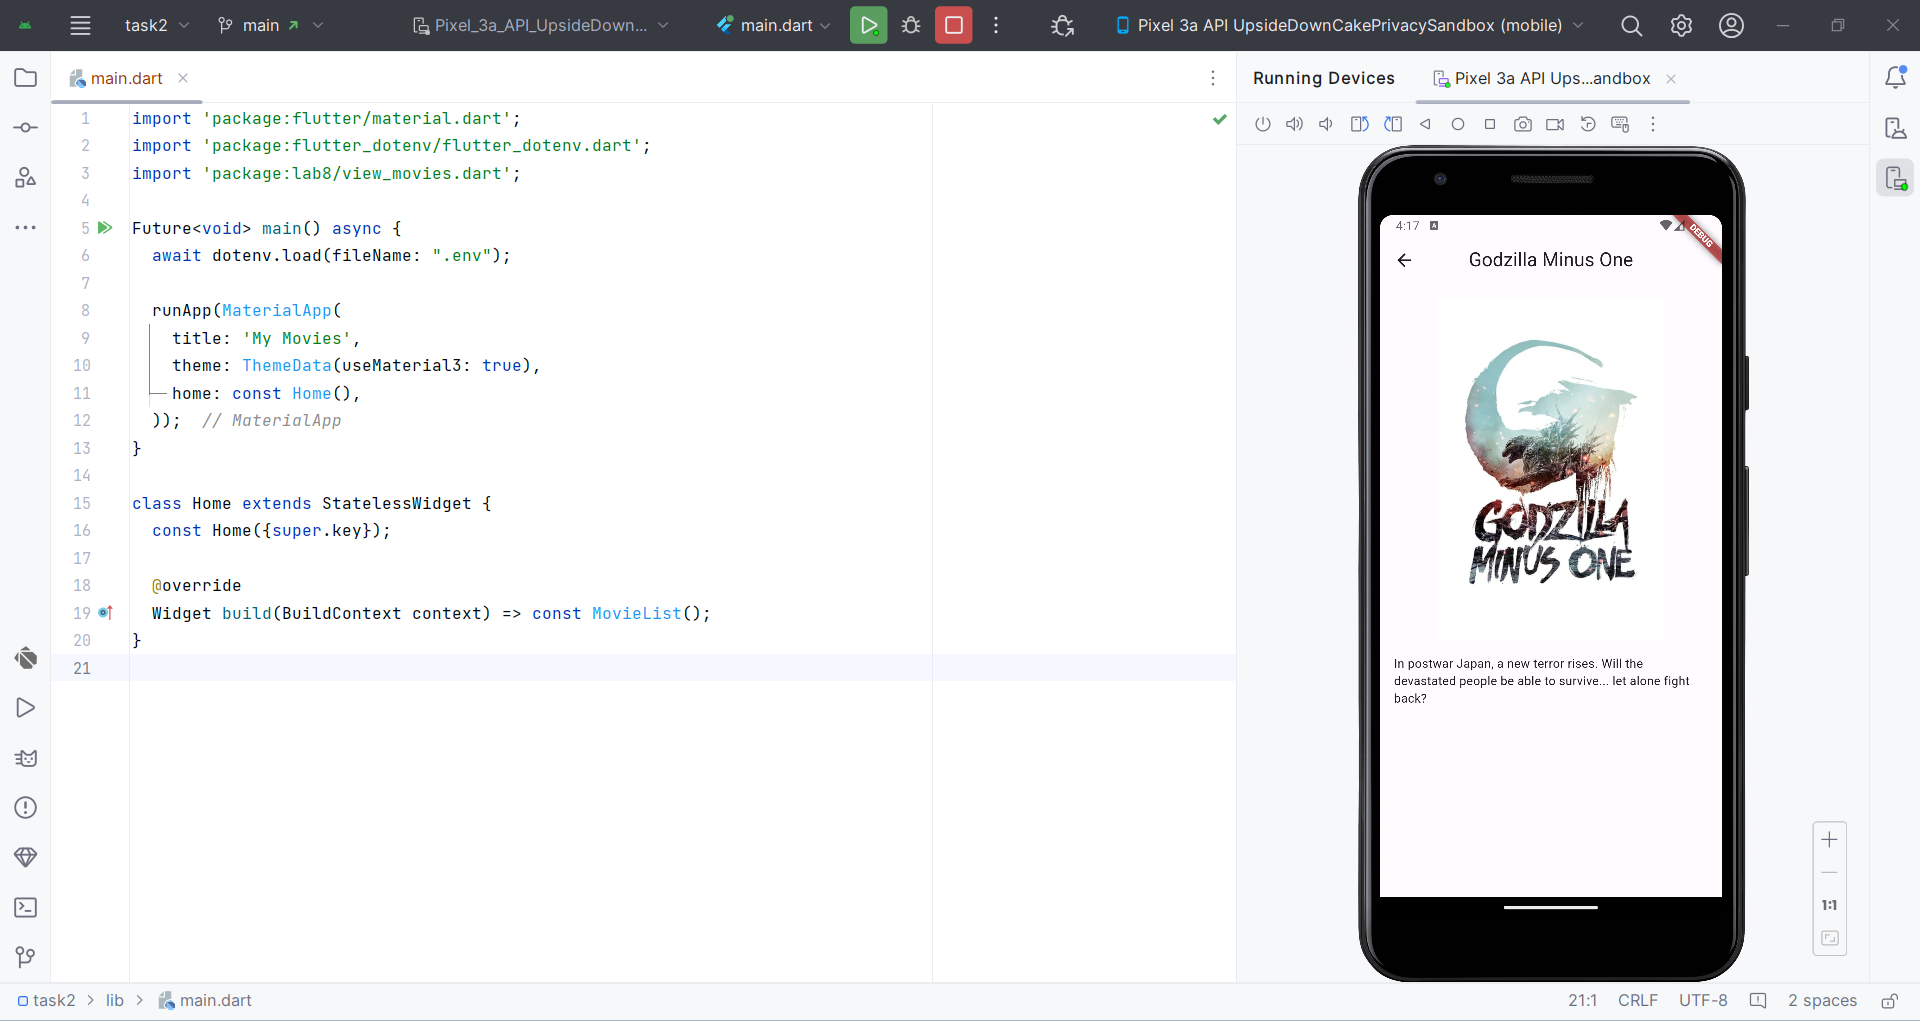 task2
main
Pixel_3a_API_UpsideDown...
main.dart
Pixel 3a API UpsideDownCakePrivacySandbox (mobile)
main.dart
1 import 'package:flutter/material.dart';
2 import 'package:flutter_dotenv/flutter_dotenv.dart';
3 import 'package:lab8/view_movies.dart';
4
5 Future<void> main() async {
6 await dotenv.load(fileName: ".env");
7
8 runApp(MaterialApp(
9 title: 'My Movies',
10 theme: ThemeData(useMaterial3: true),
11 home: const Home(),
12 )); // MaterialApp
13 }
14
15 class Home extends StatelessWidget {
16 const Home({super.key});
17
18 @override
19 Widget build(BuildContext context) => const MovieList();
20 }
21
Running Devices
Pixel 3a API Ups...andbox
4:17
DEBUG
Godzilla Minus One
GODZILLA
MINUS ONE
In postwar Japan, a new terror rises. Will the
devastated people be able to survive... let alone fight
back?
1:1
task2 > lib > main.dart
21:1 CRLF UTF-8 2 spaces